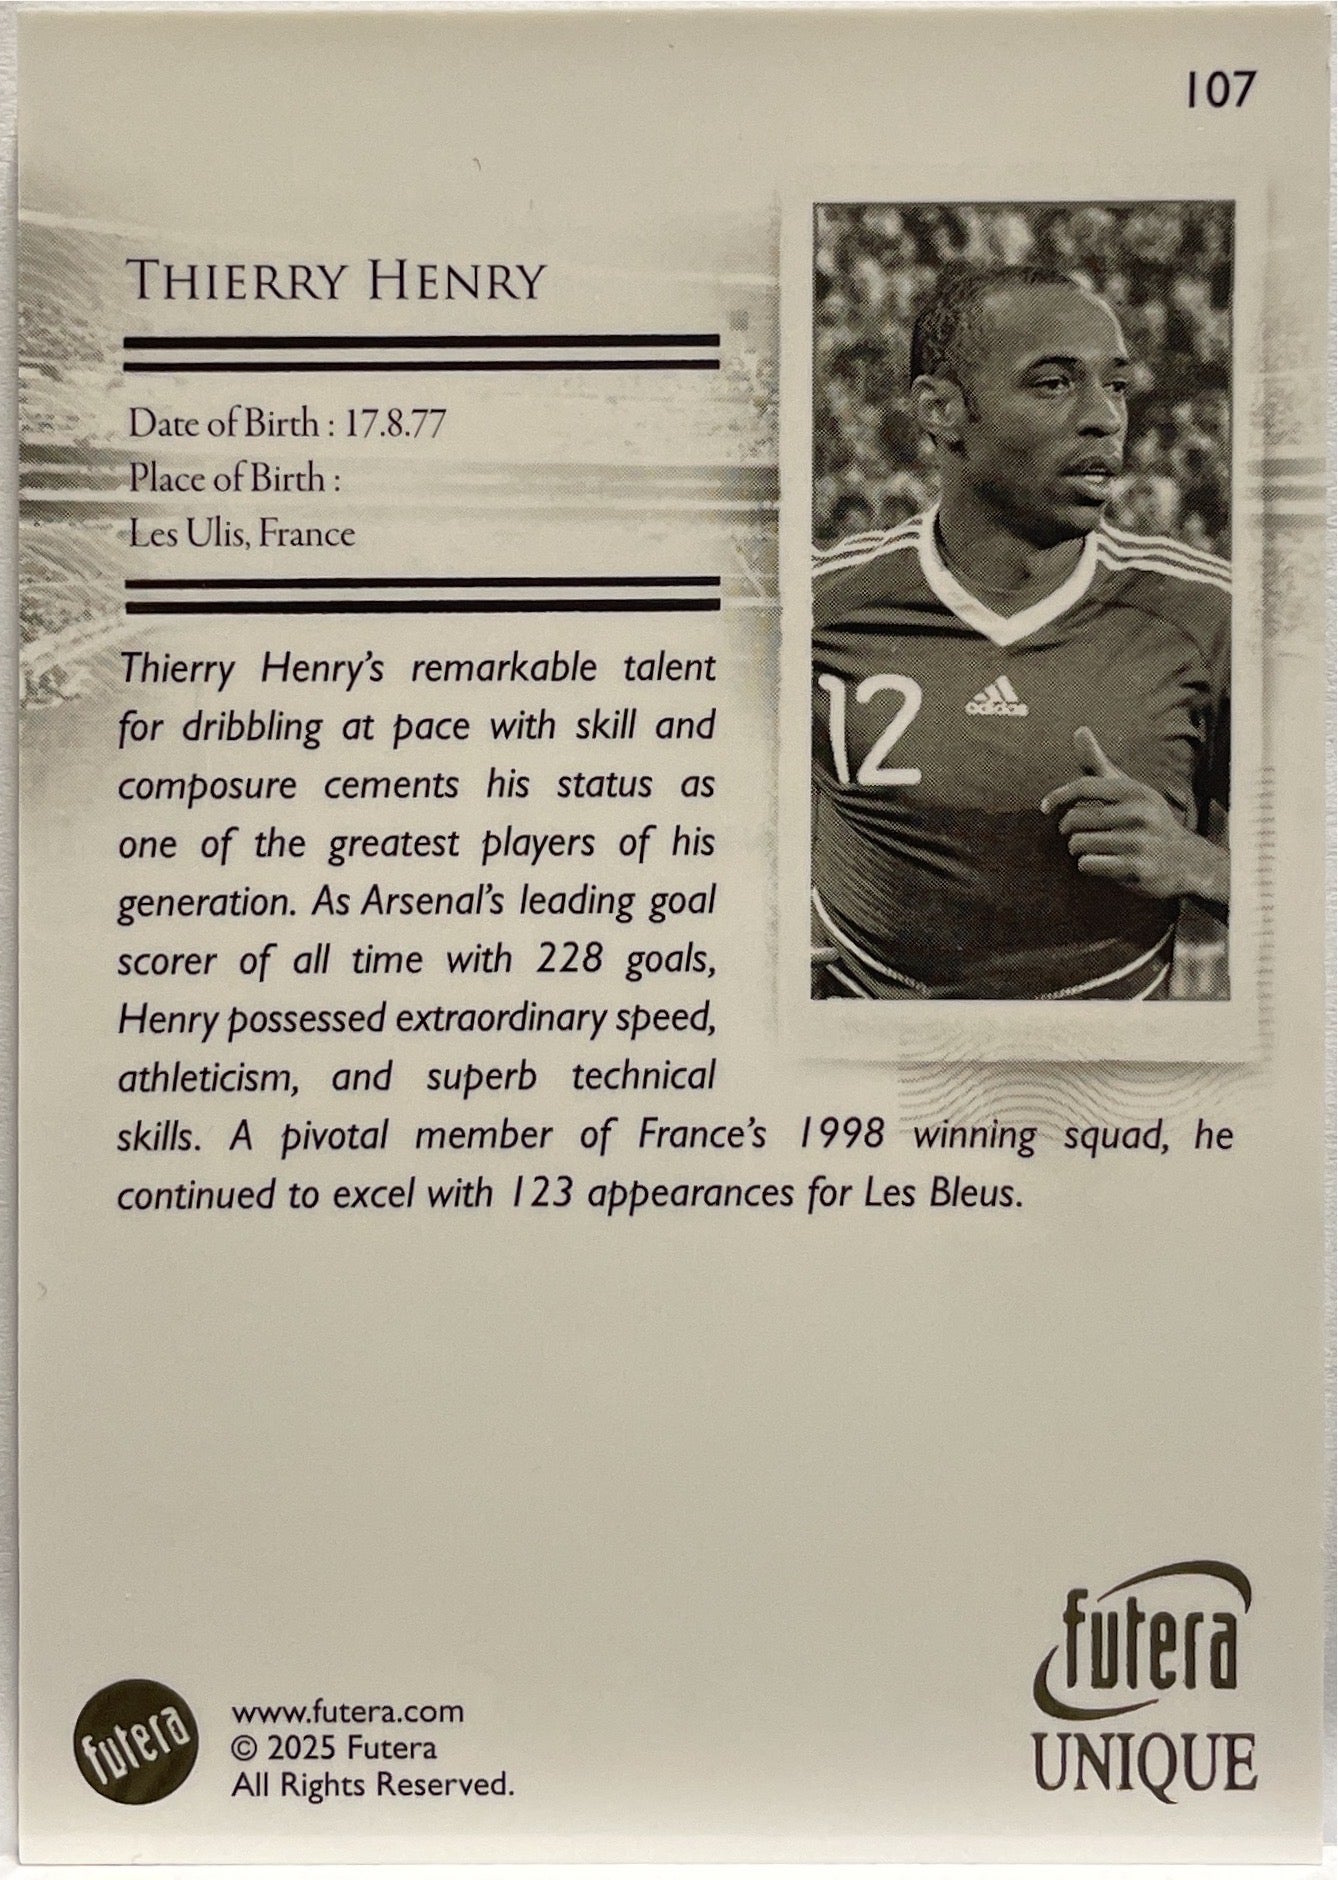 107
THIERRY HENRY
Date of Birth : 17.8.77
Place of Birth :
Les Ulis, France
Thierry Henry's remarkable talent
for dribbling at pace with skill and
composure cements his status as
one of the greatest players of his
generation. As Arsenal's leading goal
scorer of all time with 228 goals,
Henry possessed extraordinary speed,
athleticism, and superb technical
skills. A pivotal member of France's 1998 winning squad, he
continued to excel with 123 appearances for Les Bleus.
12
adidas
futera
www.futera.com
© 2025 Futera
All Rights Reserved.
futera
UNIQUE